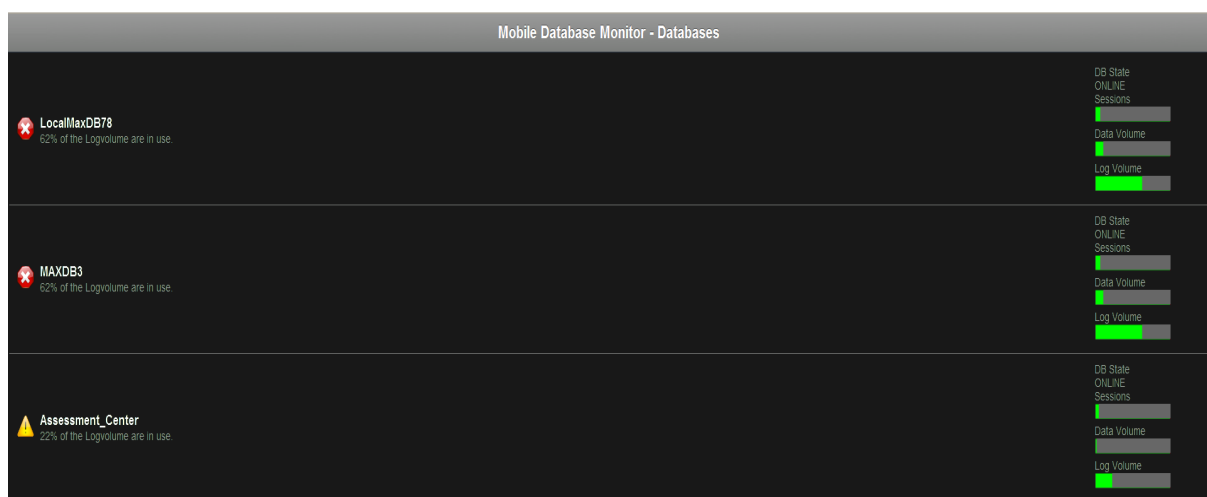 Mobile Database Monitor - Databases
LocalMaxDB78
62% of the Logvolume are in use.
DB State
ONLINE
Sessions
Data Volume
Log Volume
MAXDB3
62% of the Logvolume are in use.
DB State
ONLINE
Sessions
Data Volume
Log Volume
Assessment_Center
22% of the Logvolume are in use.
DB State
ONLINE
Sessions
Data Volume
Log Volume